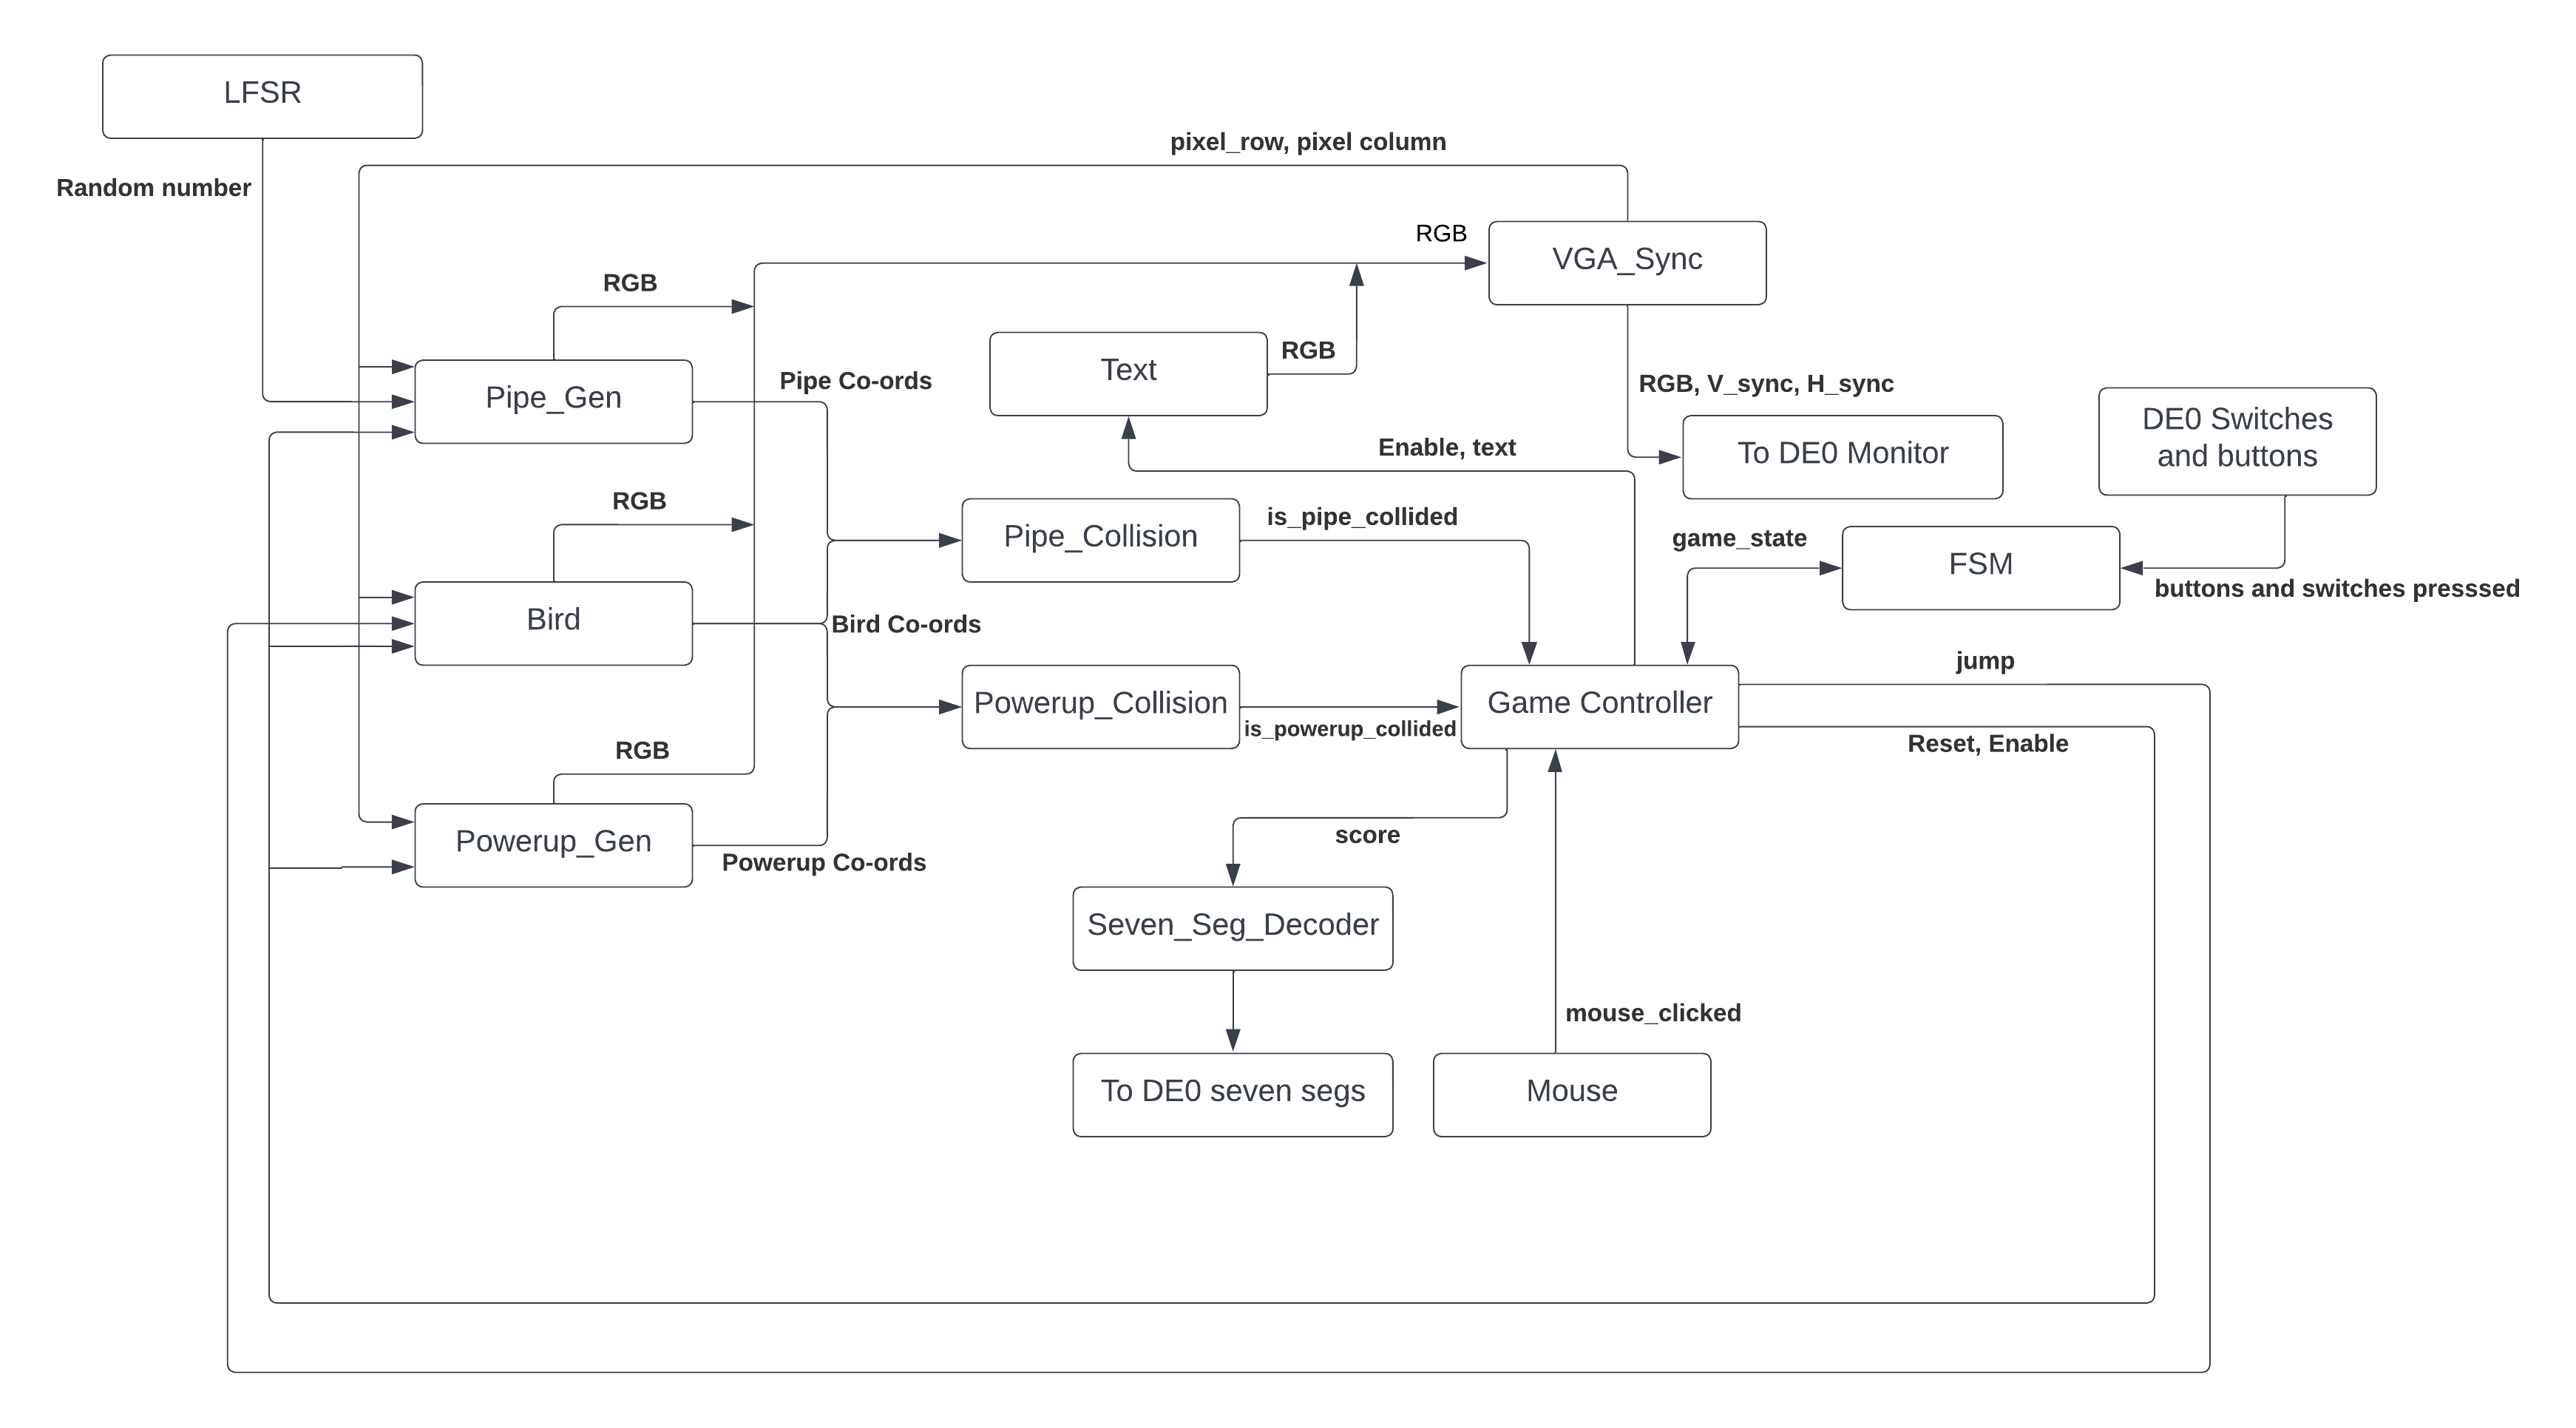 LFSR
pixel_row, pixel column
Random number
RGB
VGA_Sync
RGB
Text
RGB
Pipe_Gen
Pipe Co-ords
RGB, V_sync, H_sync
To DE0 Monitor
DE0 Switches
and buttons
Enable, text
RGB
Pipe_Collision
is_pipe_collided
game_state
FSM
buttons and switches presssed
Bird
Bird Co-ords
jump
Powerup_Collision
is_powerup_collided
Game Controller
Reset, Enable
RGB
Powerup_Gen
Powerup Co-ords
score
Seven_Seg_Decoder
mouse_clicked
To DE0 seven segs
Mouse